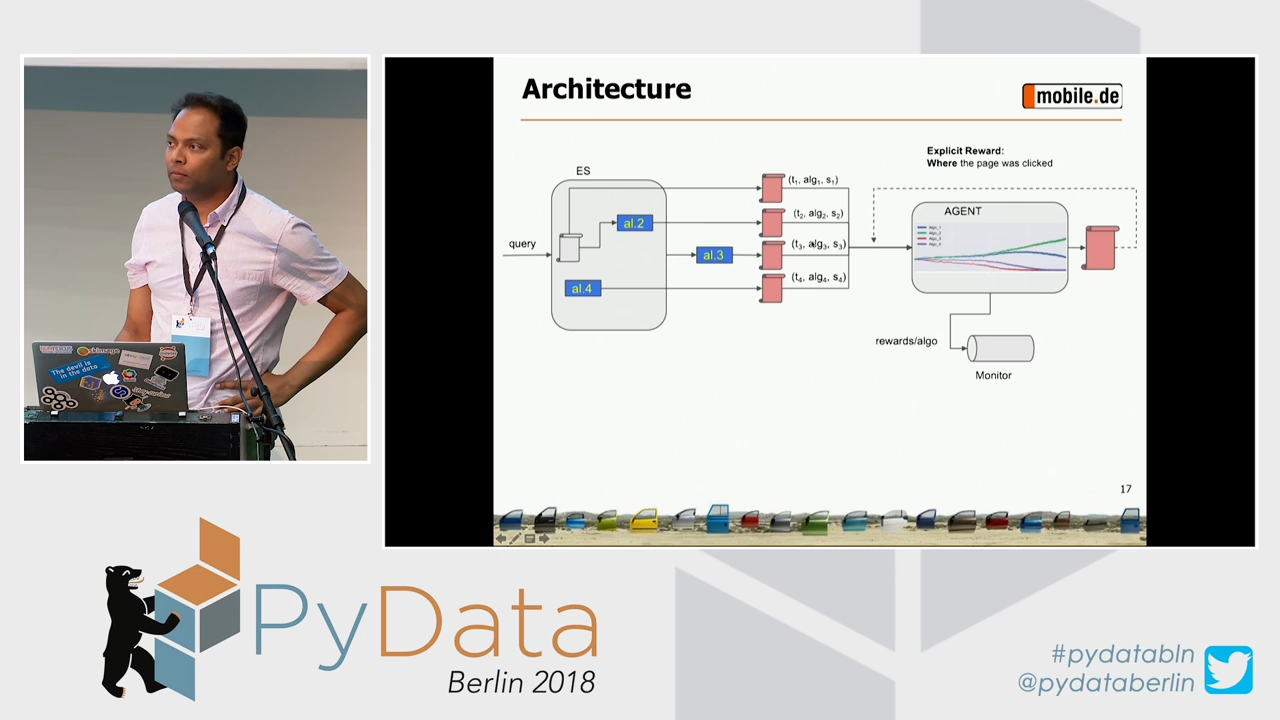 Architecture
mobile.de
Explicit Reward:
Where the page was clicked
ES
query
al.2
al.3
al.4
(t1, alg1, s1)
(t2, alg2, s2)
(t3, alg3, s3)
(t4, alg4, s4)
AGENT
rewards/algo
Monitor
17
The devil is
in the data
skimage
PyData
Berlin 2018
#pydatabln
@pydataberlin